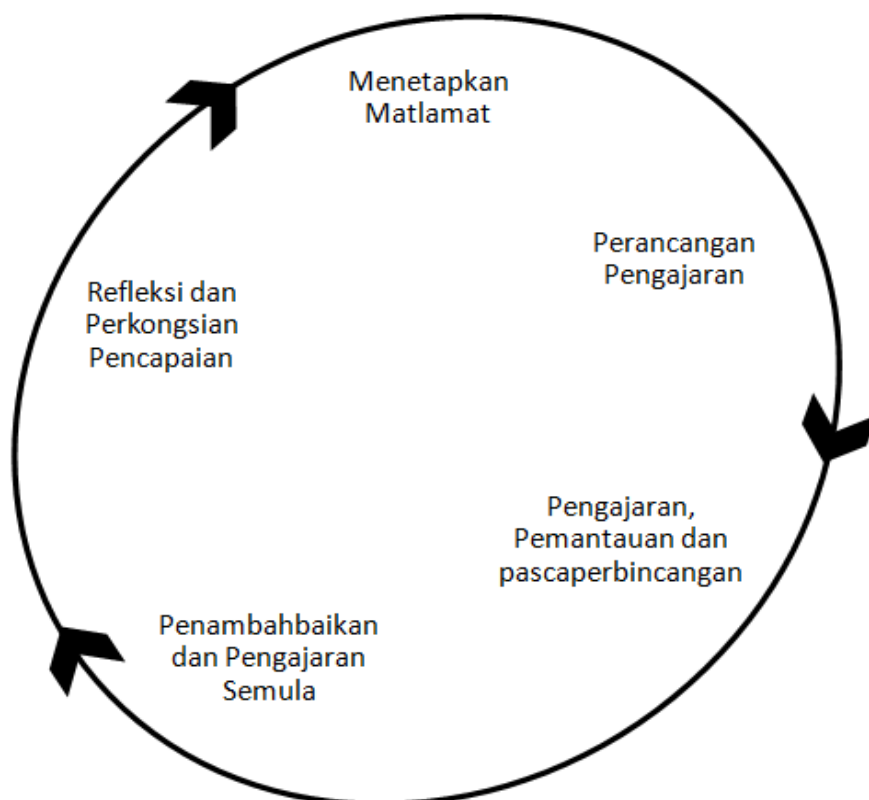 Menetapkan
Matlamat
Perancangan
Pengajaran
Pengajaran,
Pemantauan dan
pascaperbincangan
Penambahbaikan
dan Pengajaran
Semula
Refleksi dan
Perkongsian
Pencapaian